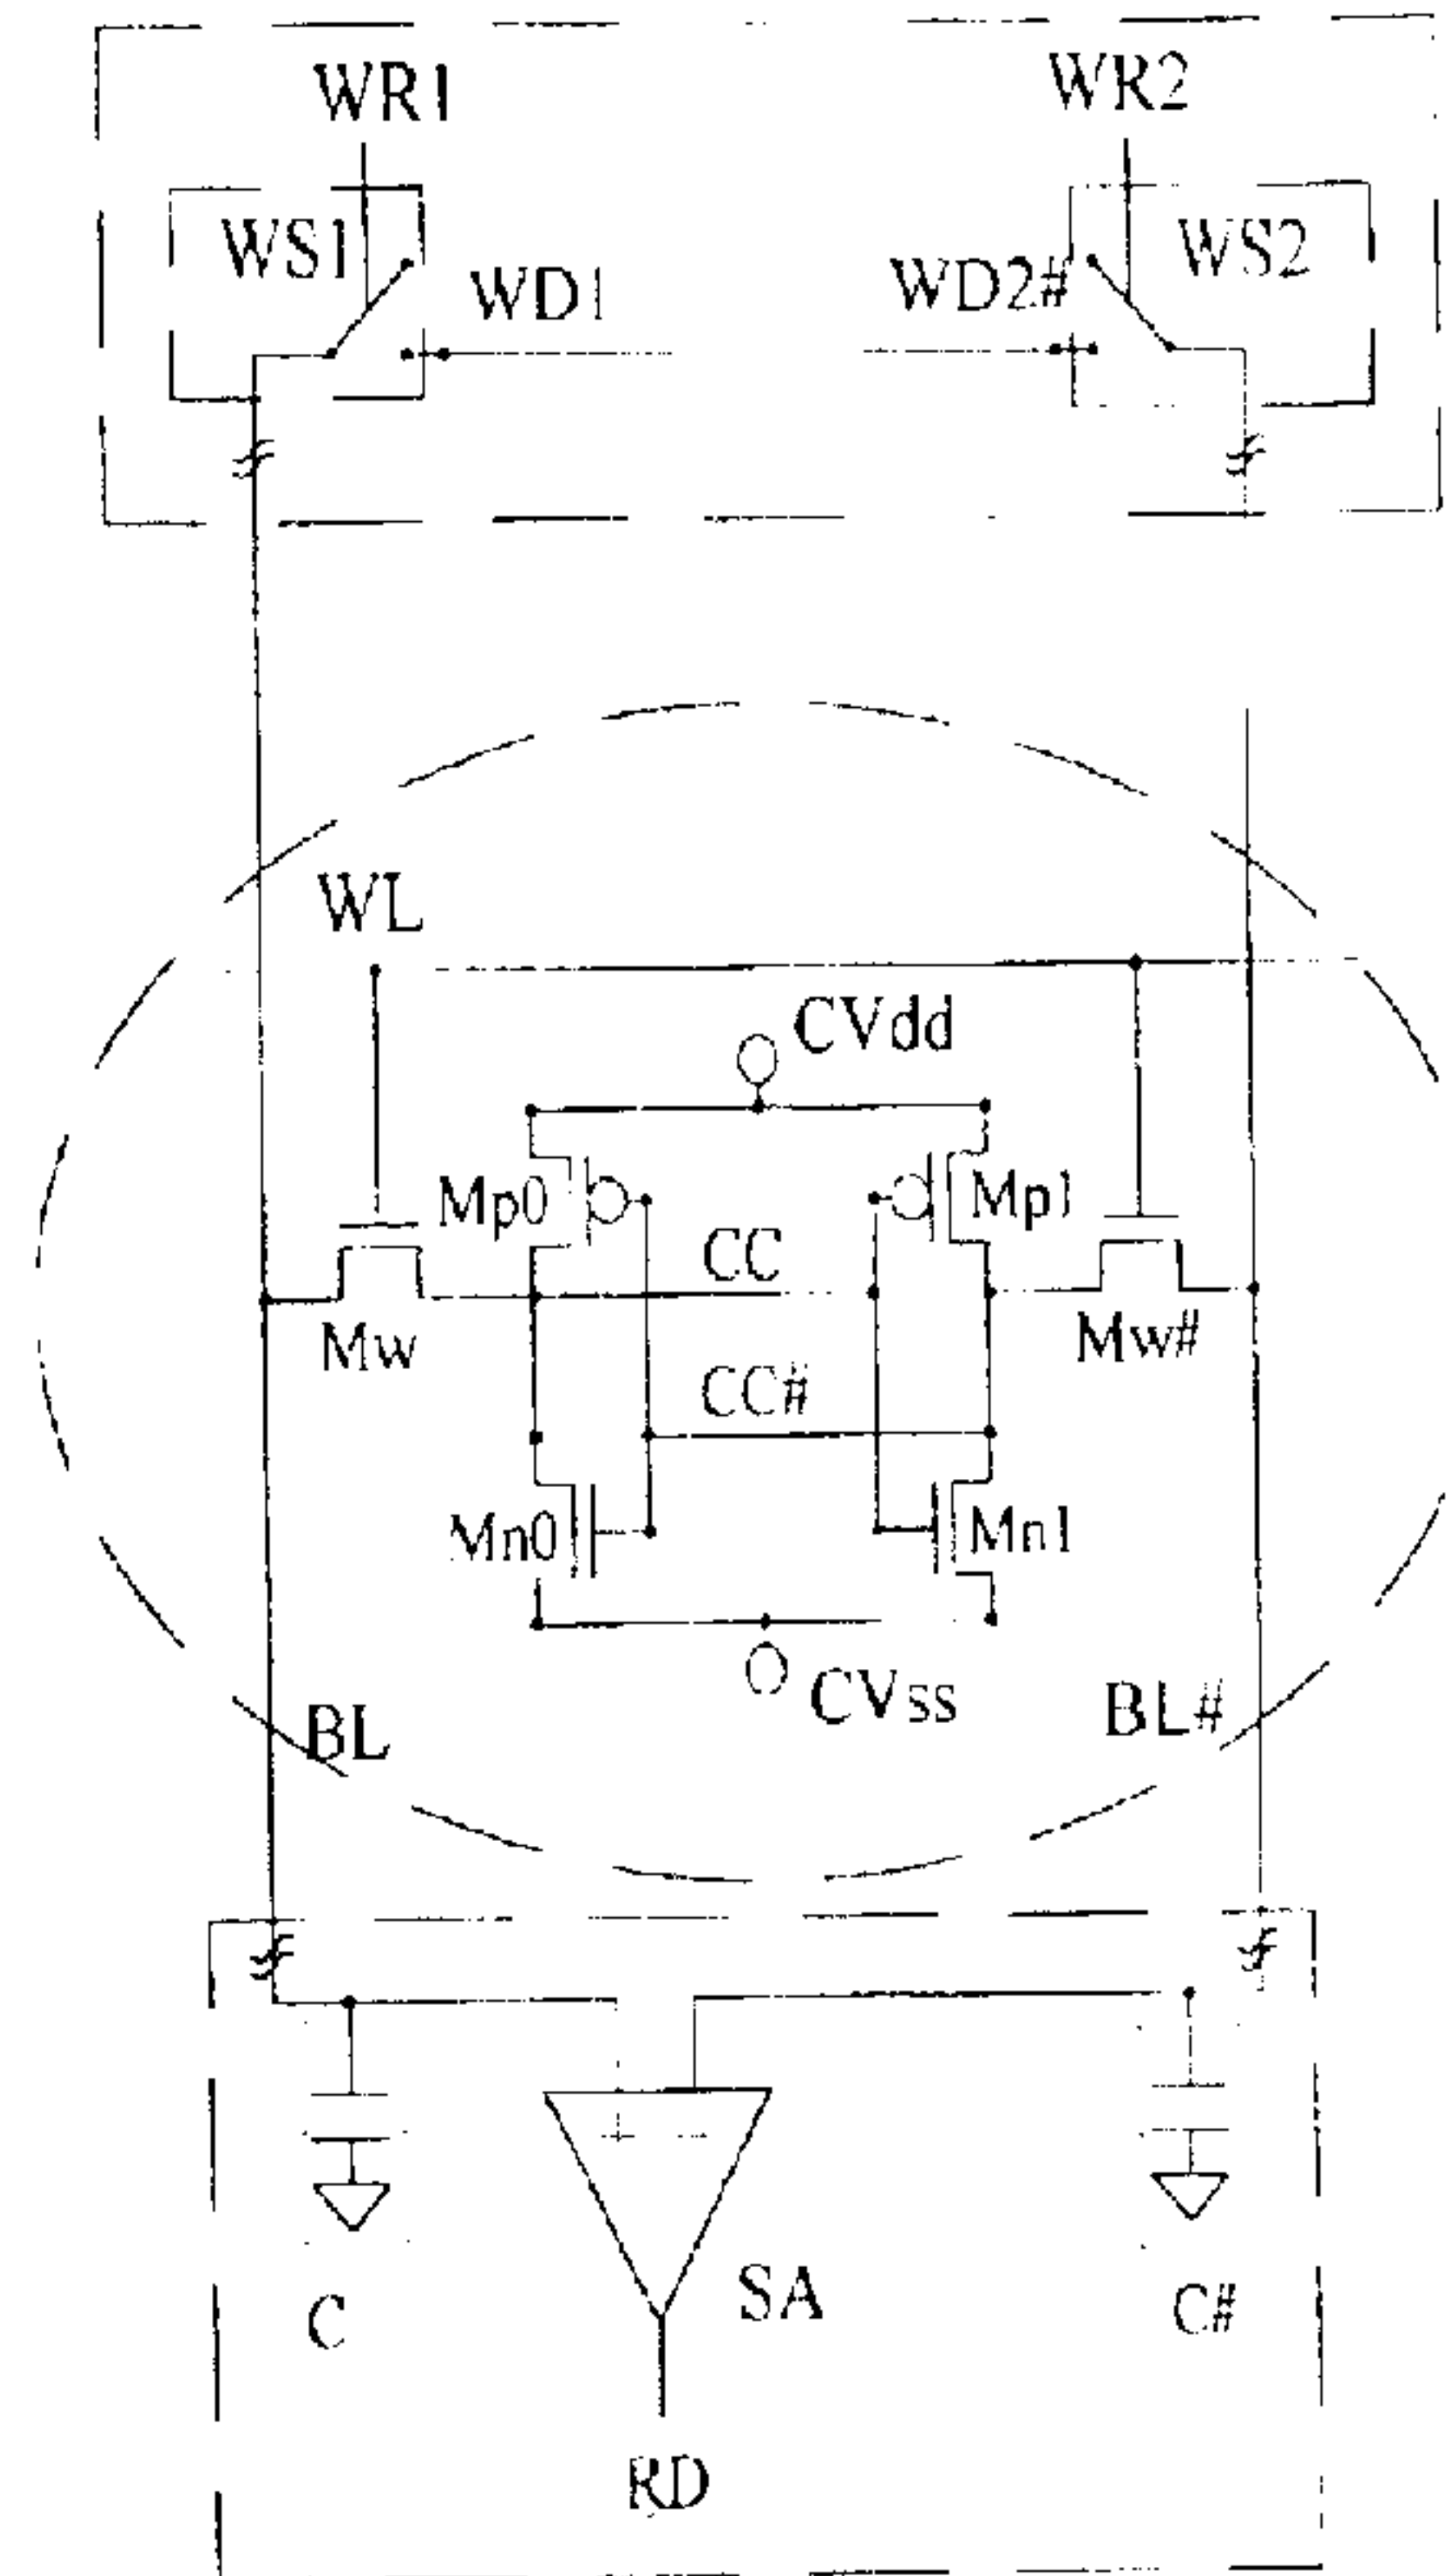 WR1 WR2
WS1 WS2
WD1 WD2#
WL
CVdd
Mp0 Mp1
CC
Mw Mw#
CC#
Mn0 Mn1
CVss
BL BL#
SA
C C#
RD